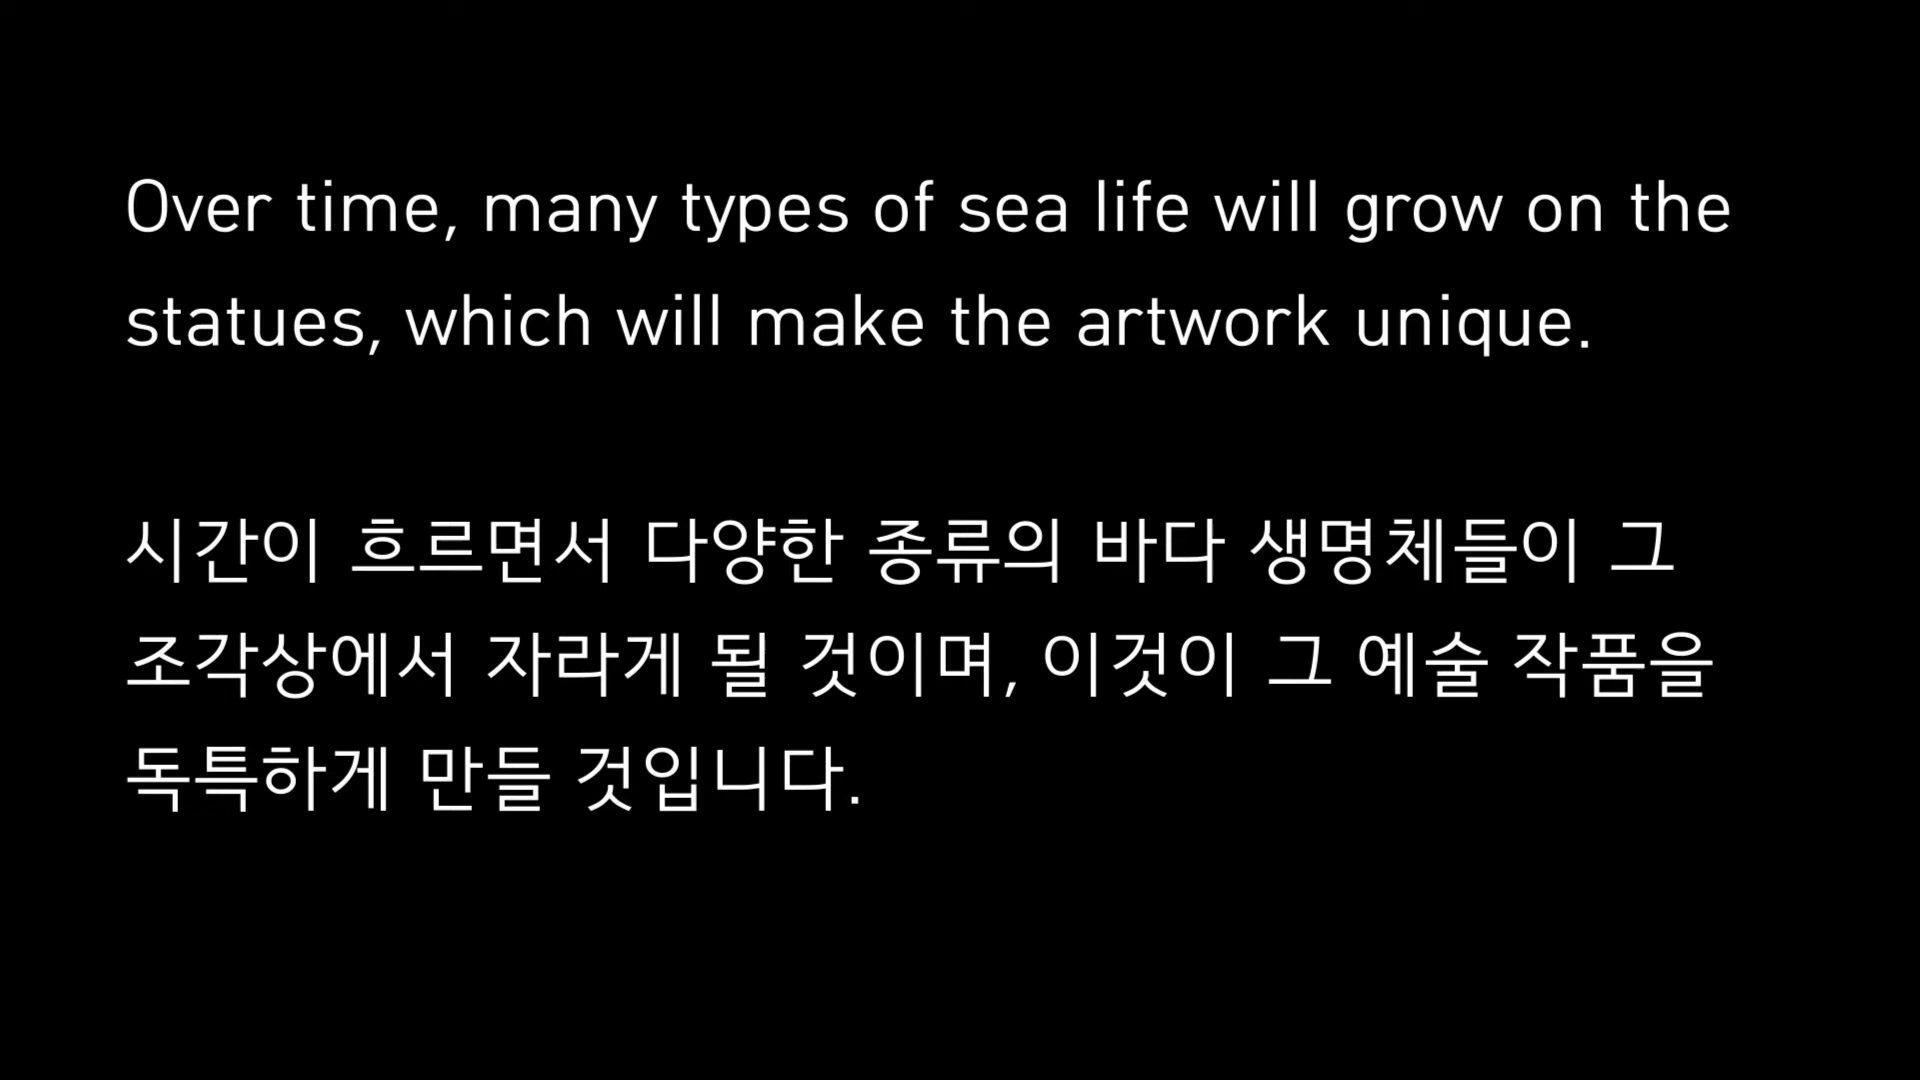 Over time, many types of sea life will grow on the
statues, which will make the artwork unique.
시간이 흐르면서 다양한 종류의 바다 생명체들이 그
조각상에서 자라게 될 것이며, 이것이 그 예술 작품을
독특하게 만들 것입니다.